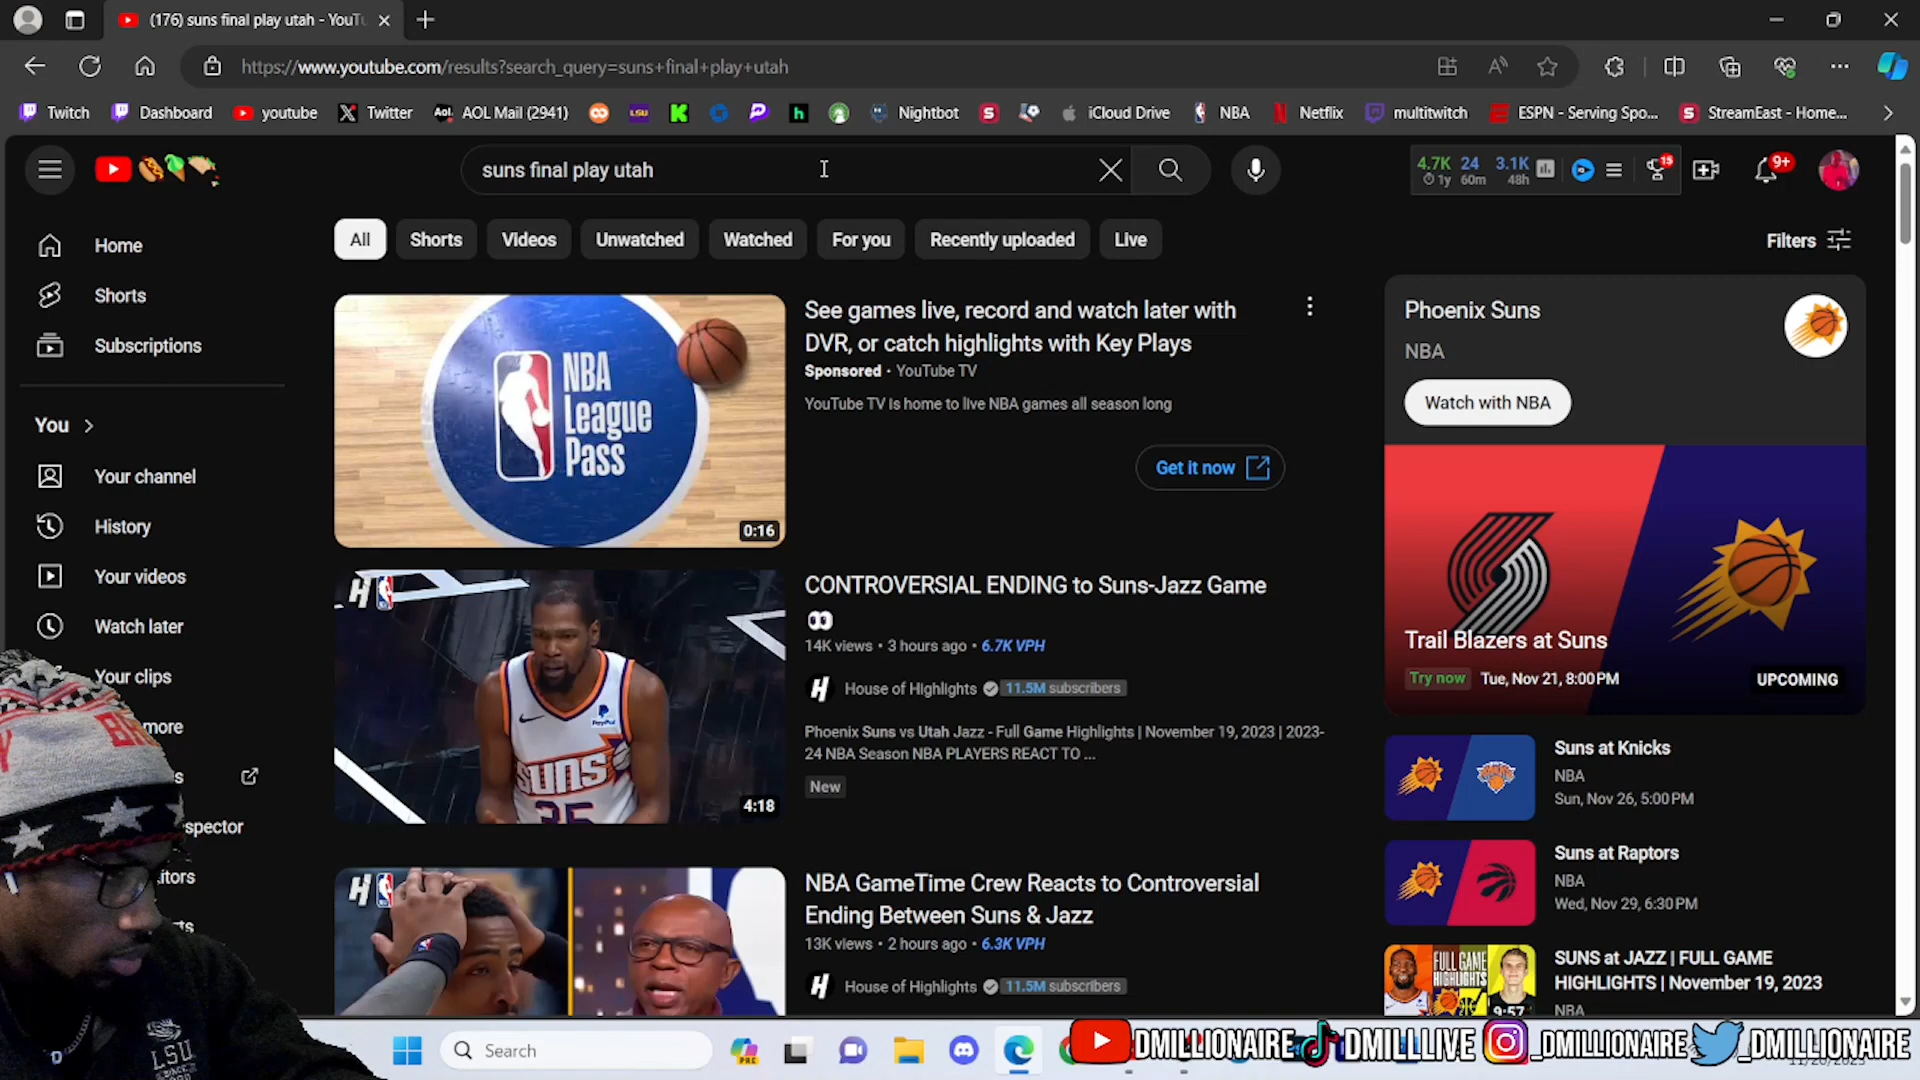 (176) suns final play utah - YouTu
https://www.youtube.com/results?search_query=suns+final+play+utah
Twitch
Dashboard
youtube
Twitter
AOL Mail (2941)
Nightbot
iCloud Drive
NBA
Netflix
multitwitch
ESPN - Serving Spo...
StreamEast - Home...
suns final play utah
4.7K 24 3.1K
1y 60m 48h
15
9+
Home
Shorts
Subscriptions
You
Your channel
History
Your videos
Watch later
Your clips
more
s
spector
itors
ts
All
Shorts
Videos
Unwatched
Watched
For you
Recently uploaded
Live
Filters
NBA
League
Pass
0:16
See games live, record and watch later with
DVR, or catch highlights with Key Plays
Sponsored • YouTube TV
YouTube TV is home to live NBA games all season long
Get it now
H
SUNS
35
PayPal
4:18
CONTROVERSIAL ENDING to Suns-Jazz Game
👀
14K views • 3 hours ago • 6.7K VPH
House of Highlights 11.5M subscribers
Phoenix Suns vs Utah Jazz - Full Game Highlights | November 19, 2023 | 2023-
24 NBA Season NBA PLAYERS REACT TO ...
New
H
NBA GameTime Crew Reacts to Controversial
Ending Between Suns & Jazz
13K views • 2 hours ago • 6.3K VPH
House of Highlights 11.5M subscribers
Phoenix Suns
NBA
Watch with NBA
Trail Blazers at Suns
Try now Tue, Nov 21, 8:00PM
UPCOMING
Suns at Knicks
NBA
Sun, Nov 26, 5:00PM
Suns at Raptors
NBA
Wed, Nov 29, 6:30PM
FULL GAME
HIGHLIGHTS
9:57
SUNS at JAZZ | FULL GAME
HIGHLIGHTS | November 19, 2023
NBA
LSU
Search
PRE
DMILLIONAIRE
DMILLLIVE
_DMILLIONAIRE
_DMILLIONAIRE